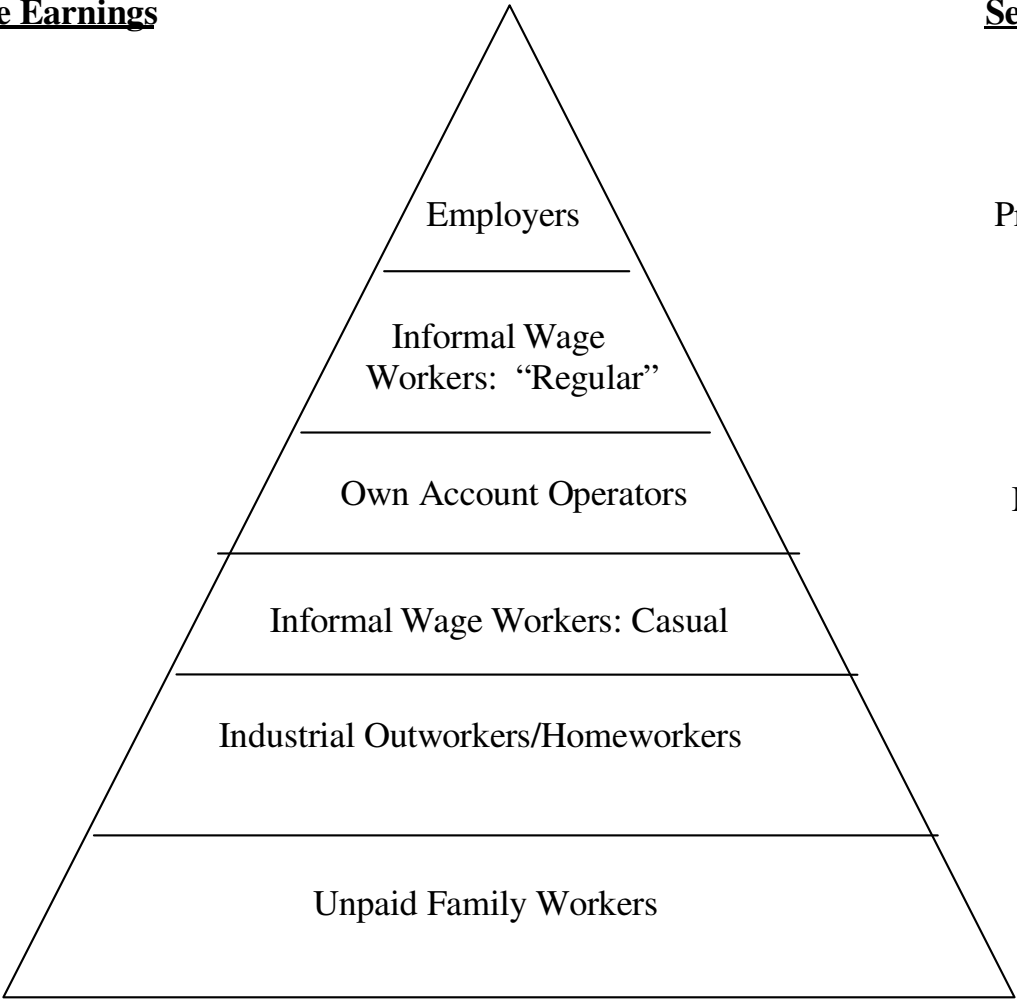 Earnings
Employers
Informal Wage
Workers: “Regular”
Own Account Operators
Informal Wage Workers: Casual
Industrial Outworkers/Homeworkers
Unpaid Family Workers